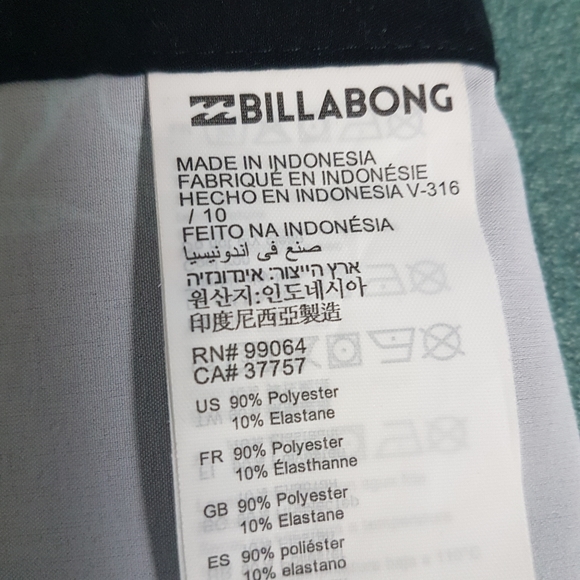 BILLABONG
MADE IN INDONESIA
FABRIQUÉ EN INDONÉSIE
HECHO EN INDONESIA V-316
/ 10
FEITO NA INDONÉSIA
صنع في اندونيسيا
ארץ הייצור: אינדונזיה
원산지:인도네시아
印度尼西亞製造
RN# 99064
CA# 37757
US 90% Polyester
10% Elastane
FR 90% Polyester
10% Élasthanne
GB 90% Polyester
10% Elastane
ES 90% poliéster
10% elastano